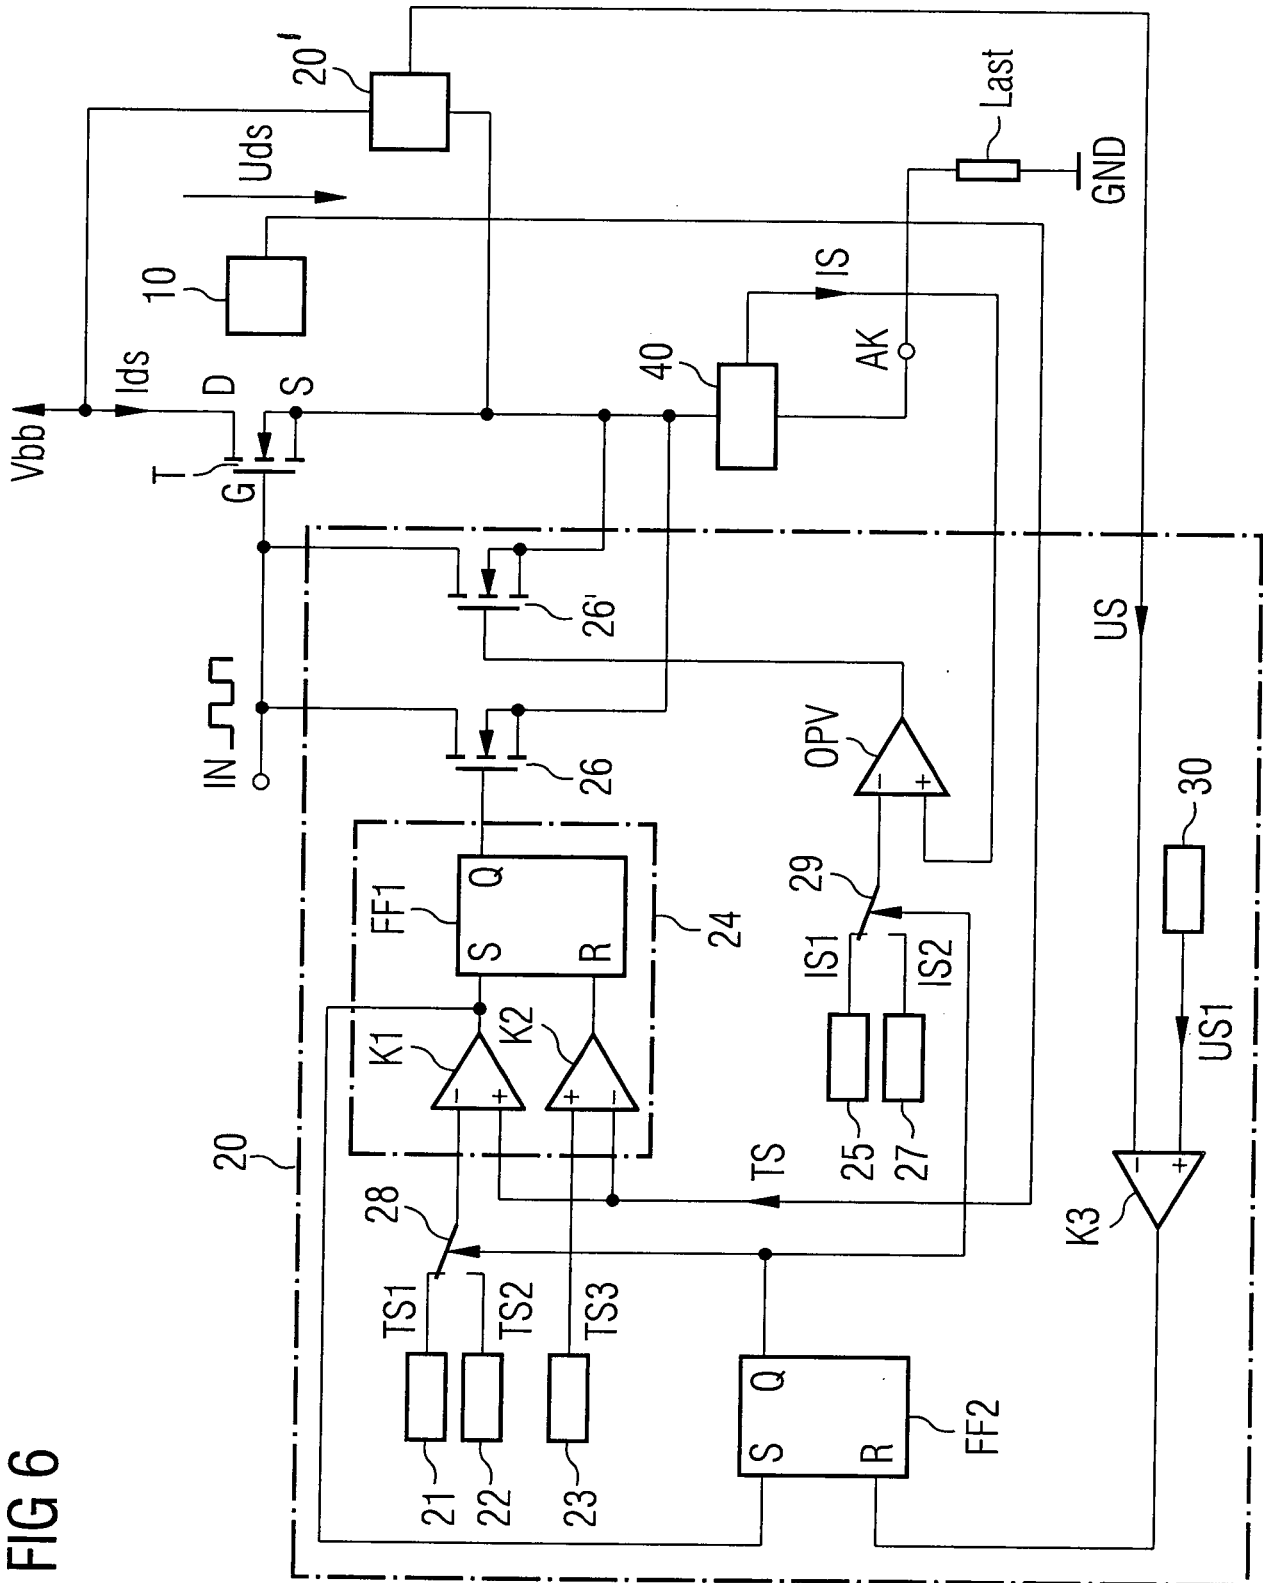 FIG 6
Vbb
Ids
D
S
T
G
10
Uds
20'
IN
26
26'
40
IS
AK
Last
GND
20
FF1
S
Q
R
24
K1
-
+
K2
+
-
28
TS1
TS2
TS3
21
22
23
TS
OPV
-
+
29
IS1
IS2
25
27
US
30
US1
K3
-
+
FF2
S
Q
R